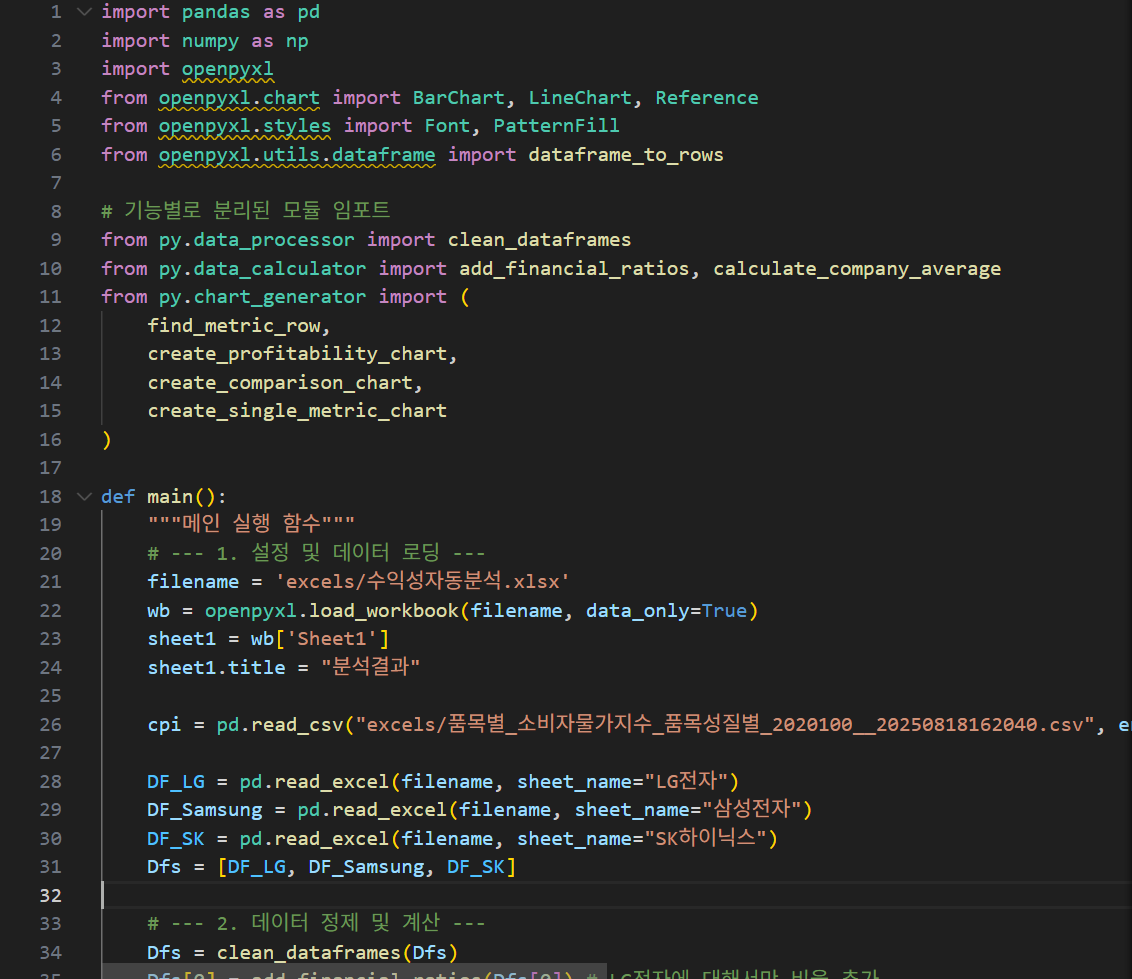 1 import pandas as pd
2 import numpy as np
3 import openpyxl
4 from openpyxl.chart import BarChart, LineChart, Reference
5 from openpyxl.styles import Font, PatternFill
6 from openpyxl.utils.dataframe import dataframe_to_rows
7
8 # 기능별로 분리된 모듈 임포트
9 from py.data_processor import clean_dataframes
10 from py.data_calculator import add_financial_ratios, calculate_company_average
11 from py.chart_generator import (
12     find_metric_row,
13     create_profitability_chart,
14     create_comparison_chart,
15     create_single_metric_chart
16 )
17
18 def main():
19     """메인 실행 함수"""
20     # --- 1. 설정 및 데이터 로딩 ---
21     filename = 'excels/수익성자동분석.xlsx'
22     wb = openpyxl.load_workbook(filename, data_only=True)
23     sheet1 = wb['Sheet1']
24     sheet1.title = "분석결과"
25
26     cpi = pd.read_csv("excels/품목별_소비자물가지수_품목성질별_2020100__20250818162040.csv",
27
28     DF_LG = pd.read_excel(filename, sheet_name="LG전자")
29     DF_Samsung = pd.read_excel(filename, sheet_name="삼성전자")
30     DF_SK = pd.read_excel(filename, sheet_name="SK하이닉스")
31     Dfs = [DF_LG, DF_Samsung, DF_SK]
32
33     # --- 2. 데이터 정제 및 계산 ---
34     Dfs = clean_dataframes(Dfs)